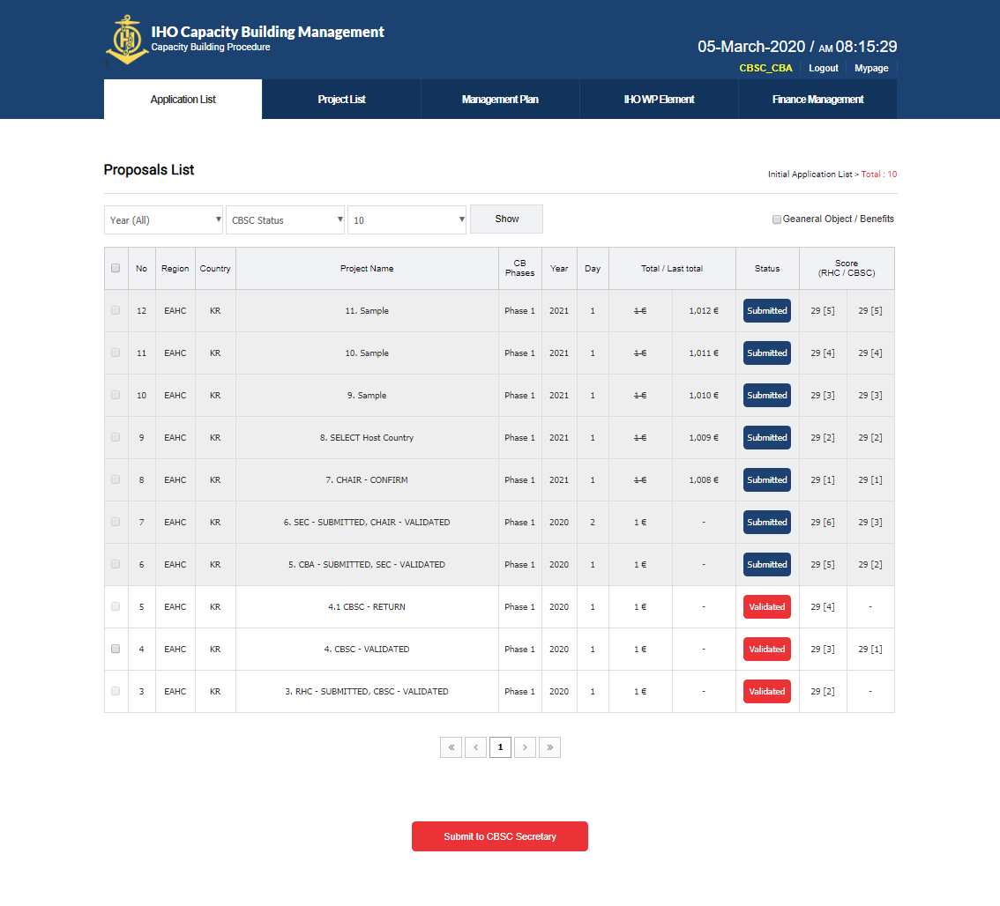 IHO Capacity Building Management
Capacity Building Procedure
05-March-2020 / AM 08:15:29
CBSC_CBA Logout Mypage
Application List Project List Management Plan IHO WP Element Finance Management
Proposals List
Initial Application List > Total : 10
Year (All) CBSC Status 10 Show Geaneral Object / Benefits
No Region Country Project Name CB Phases Year Day Total / Last total Status Score (RHC / CBSC)
12 EAHC KR 11. Sample Phase 1 2021 1 1 € 1,012 € Submitted 29 [5] 29 [5]
11 EAHC KR 10. Sample Phase 1 2021 1 1 € 1,011 € Submitted 29 [4] 29 [4]
10 EAHC KR 9. Sample Phase 1 2021 1 1 € 1,010 € Submitted 29 [3] 29 [3]
9 EAHC KR 8. SELECT Host Country Phase 1 2021 1 1 € 1,009 € Submitted 29 [2] 29 [2]
8 EAHC KR 7. CHAIR - CONFIRM Phase 1 2021 1 1 € 1,008 € Submitted 29 [1] 29 [1]
7 EAHC KR 6. SEC - SUBMITTED, CHAIR - VALIDATED Phase 1 2020 2 1 € - Submitted 29 [6] 29 [3]
6 EAHC KR 5. CBA - SUBMITTED, SEC - VALIDATED Phase 1 2020 1 1 € - Submitted 29 [5] 29 [2]
5 EAHC KR 4.1 CBSC - RETURN Phase 1 2020 1 1 € - Validated 29 [4] -
4 EAHC KR 4. CBSC - VALIDATED Phase 1 2020 1 1 € - Validated 29 [3] 29 [1]
3 EAHC KR 3. RHC - SUBMITTED, CBSC - VALIDATED Phase 1 2020 1 1 € - Validated 29 [2] -
« ‹ 1 › »
Submit to CBSC Secretary